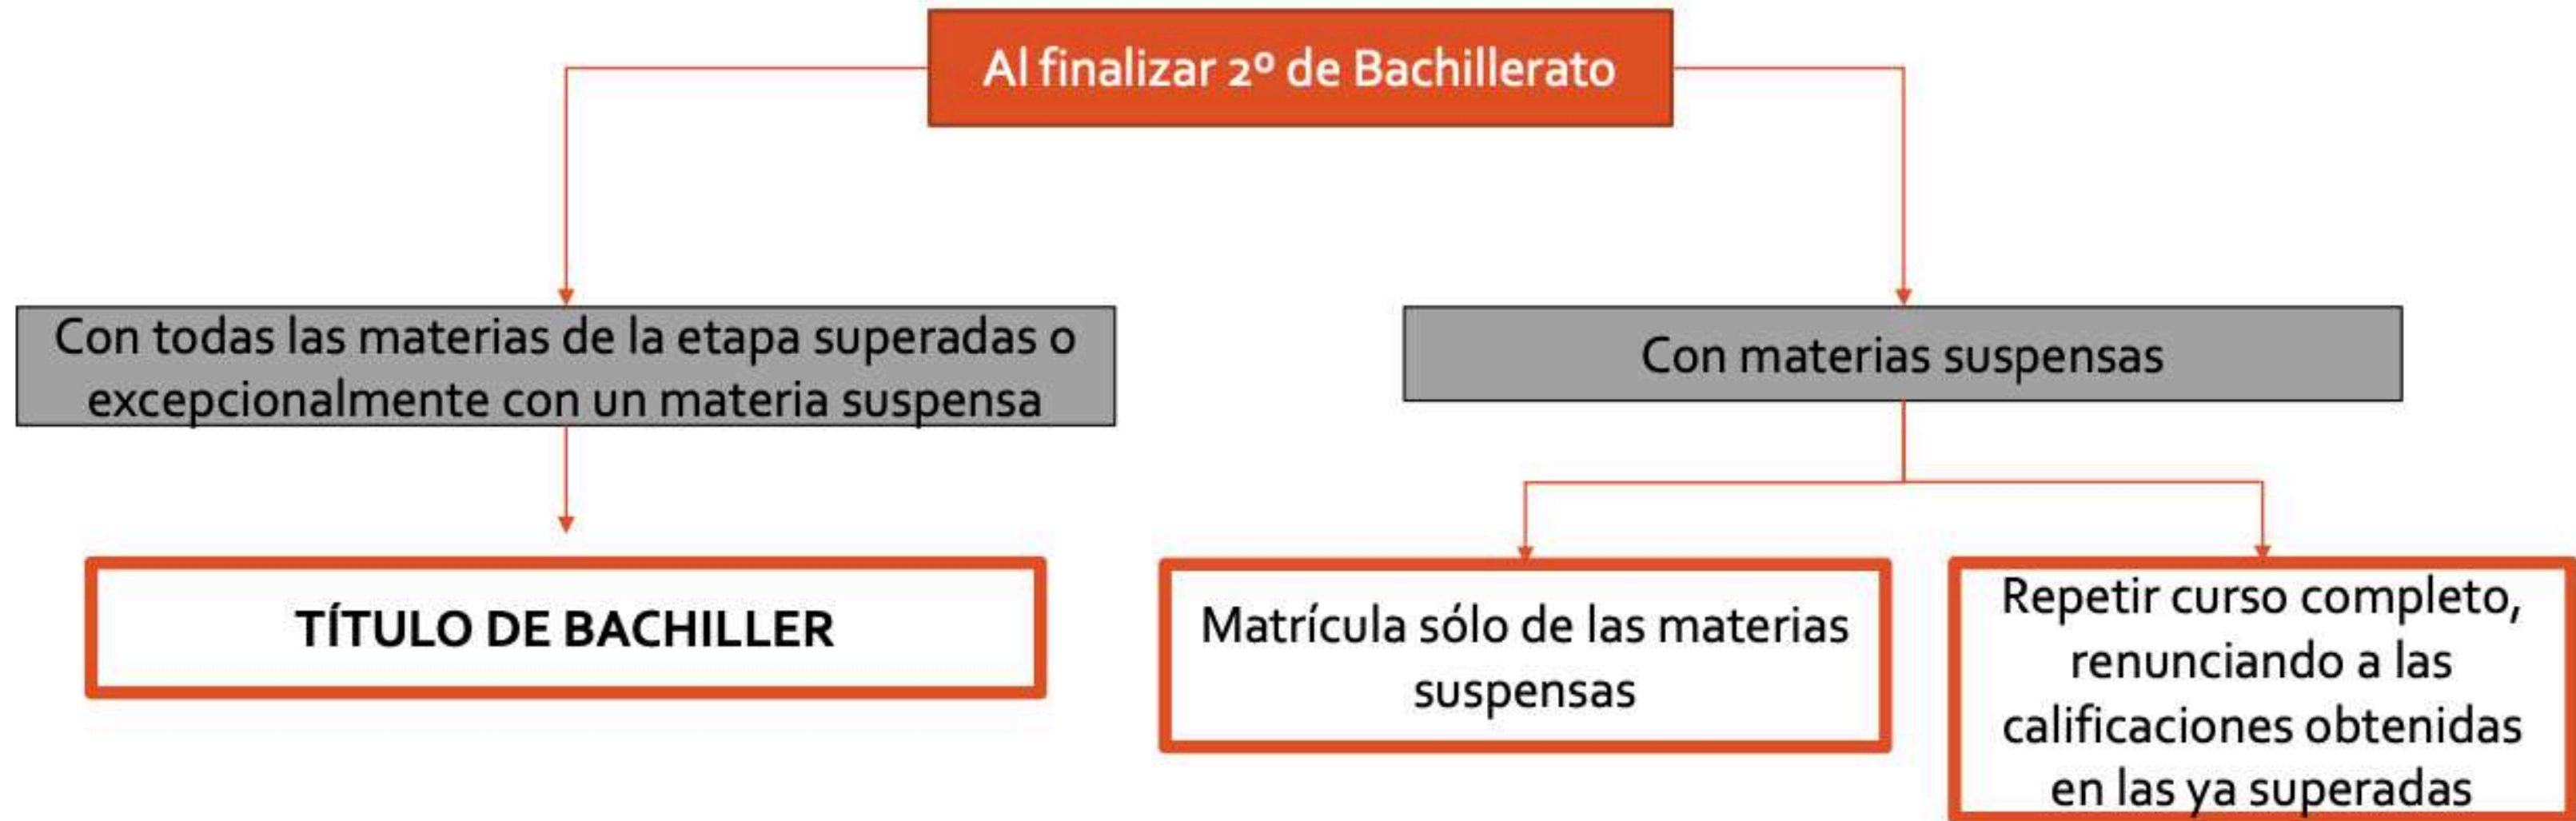 Al finalizar 2º de Bachillerato
Con todas las materias de la etapa superadas o
excepcionalmente con un materia suspensa
Con materias suspensas
TÍTULO DE BACHILLER
Matrícula sólo de las materias
suspensas
Repetir curso completo,
renunciando a las
calificaciones obtenidas
en las ya superadas